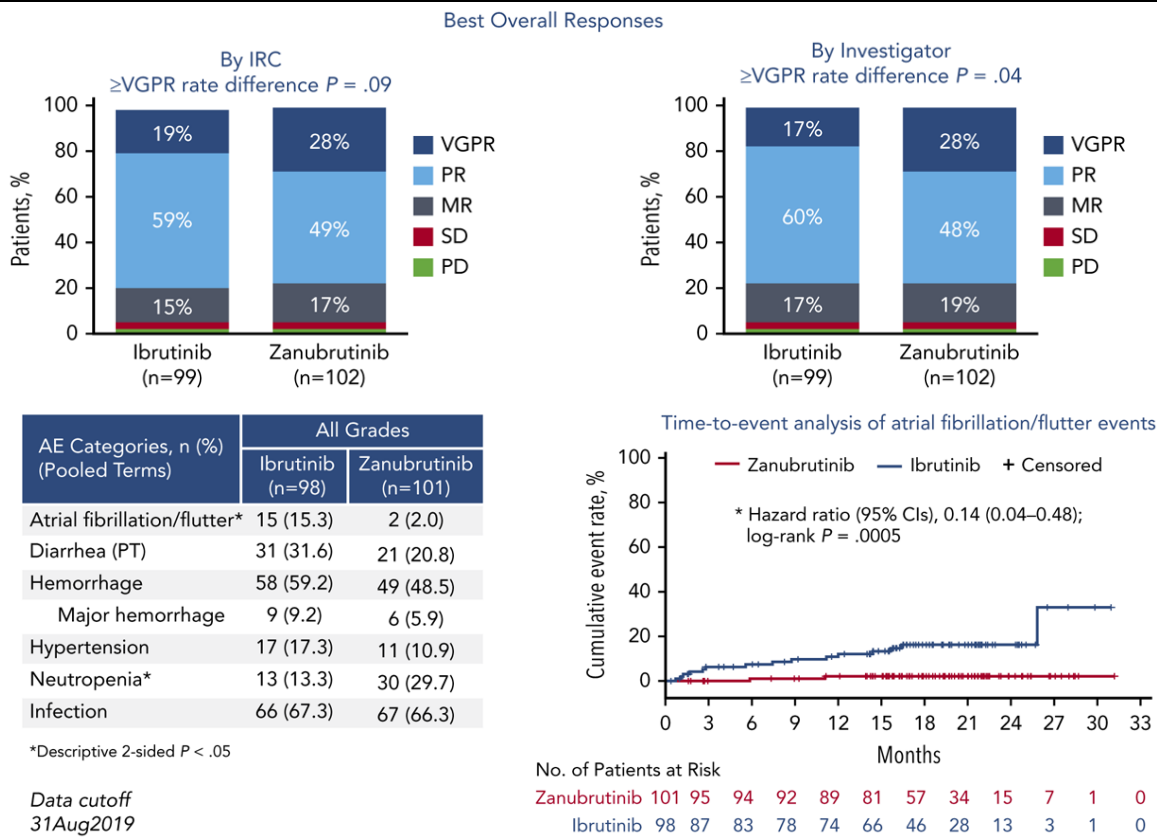 Best Overall Responses
By IRC
≥VGPR rate difference P = .09
Patients, %
100
80
60
40
20
0
19%
59%
15%
28%
49%
17%
Ibrutinib
(n=99)
Zanubrutinib
(n=102)
VGPR
PR
MR
SD
PD
By Investigator
≥VGPR rate difference P = .04
Patients, %
100
80
60
40
20
0
17%
60%
17%
28%
48%
19%
Ibrutinib
(n=99)
Zanubrutinib
(n=102)
VGPR
PR
MR
SD
PD
AE Categories, n (%)
(Pooled Terms)
All Grades
Ibrutinib
(n=98)
Zanubrutinib
(n=101)
Atrial fibrillation/flutter* 15 (15.3) 2 (2.0)
Diarrhea (PT) 31 (31.6) 21 (20.8)
Hemorrhage 58 (59.2) 49 (48.5)
Major hemorrhage 9 (9.2) 6 (5.9)
Hypertension 17 (17.3) 11 (10.9)
Neutropenia* 13 (13.3) 30 (29.7)
Infection 66 (67.3) 67 (66.3)
*Descriptive 2-sided P < .05
Data cutoff
31Aug2019
Time-to-event analysis of atrial fibrillation/flutter events
Zanubrutinib Ibrutinib + Censored
* Hazard ratio (95% CIs), 0.14 (0.04–0.48);
log-rank P = .0005
Cumulative event rate, %
100
80
60
40
20
0
0 3 6 9 12 15 18 21 24 27 30 33
Months
No. of Patients at Risk
Zanubrutinib 101 95 94 92 89 81 57 34 15 7 1 0
Ibrutinib 98 87 83 78 74 66 46 28 13 3 1 0